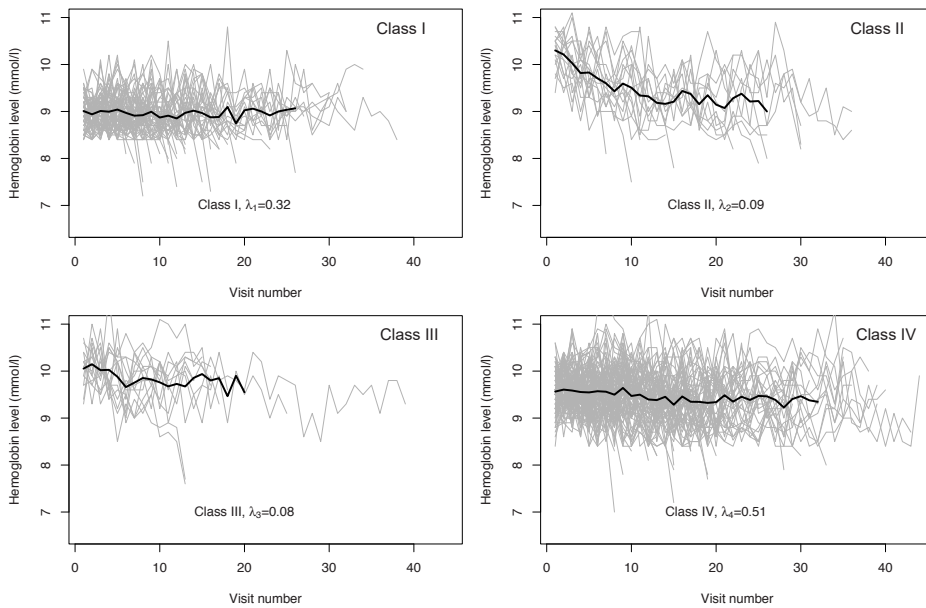 Class I
Hemoglobin level (mmol/l)
11
10
9
8
7
Class I, λ₁=0.32
0 10 20 30 40
Visit number
Class II
Hemoglobin level (mmol/l)
11
10
9
8
7
Class II, λ₂=0.09
0 10 20 30 40
Visit number
Class III
Hemoglobin level (mmol/l)
11
10
9
8
7
Class III, λ₃=0.08
0 10 20 30 40
Visit number
Class IV
Hemoglobin level (mmol/l)
11
10
9
8
7
Class IV, λ₄=0.51
0 10 20 30 40
Visit number